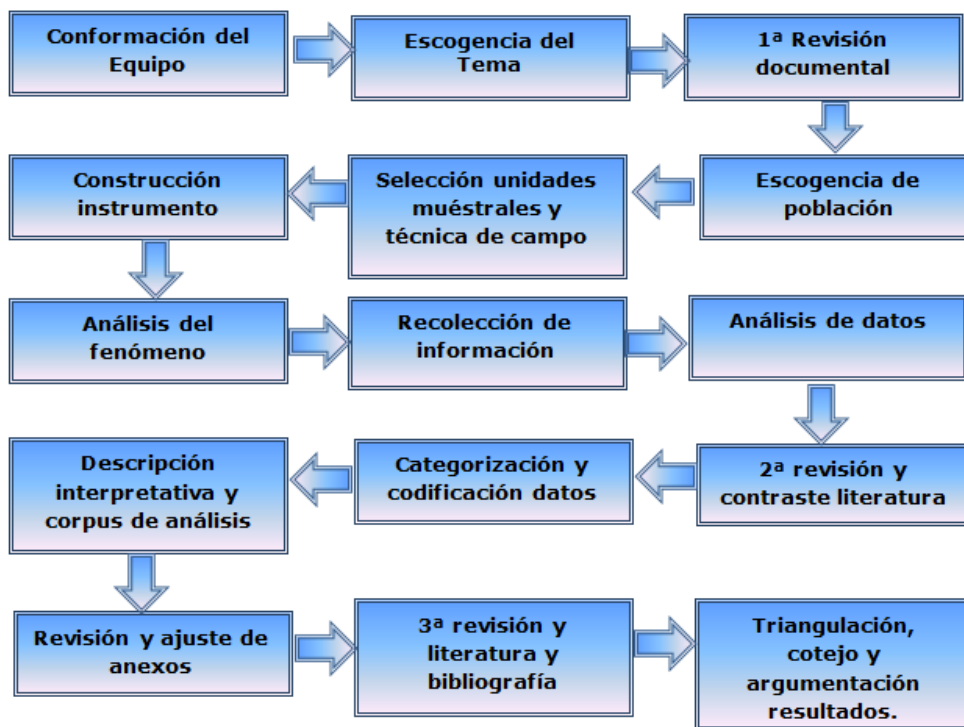 Conformación del
Equipo
Escogencia del
Tema
1ª Revisión
documental
Escogencia de
población
Selección unidades
muéstrales y
técnica de campo
Construcción
instrumento
Análisis del
fenómeno
Recolección de
información
Análisis de datos
2ª revisión y
contraste literatura
Categorización y
codificación datos
Descripción
interpretativa y
corpus de análisis
Revisión y ajuste de
anexos
3ª revisión y
literatura y
bibliografía
Triangulación,
cotejo y
argumentación
resultados.